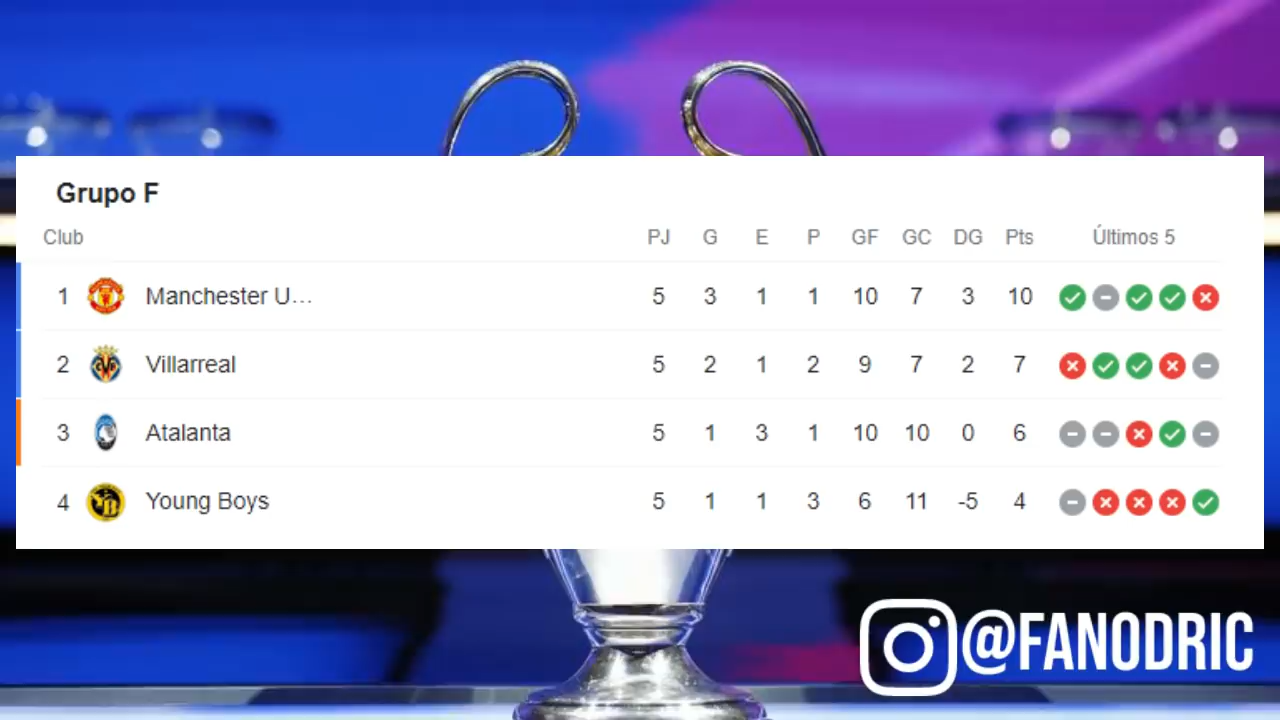 Grupo F
Club PJ G E P GF GC DG Pts Últimos 5
1 Manchester U... 5 3 1 1 10 7 3 10
2 Villarreal 5 2 1 2 9 7 2 7
3 Atalanta 5 1 3 1 10 10 0 6
4 Young Boys 5 1 1 3 6 11 -5 4
@FANODRIC